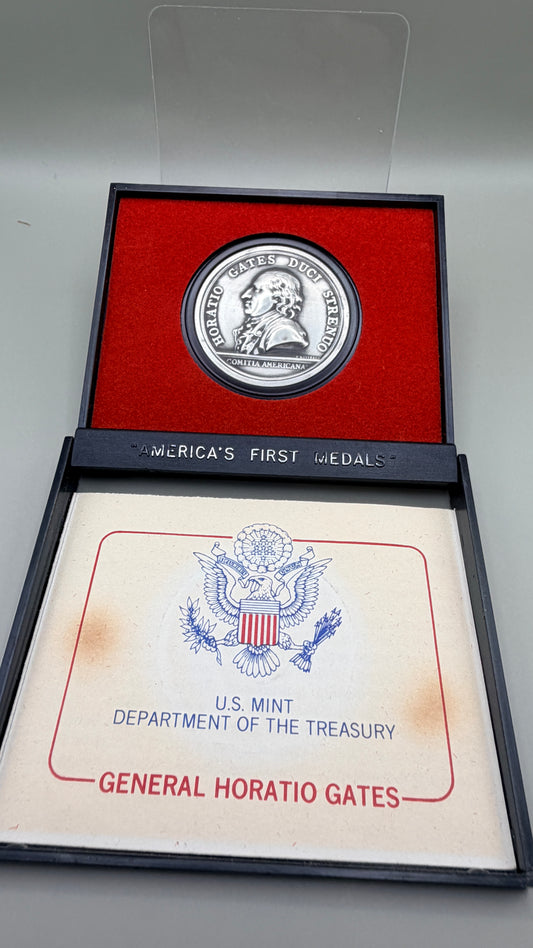 HORATIO GATES DUCI STRENUO
COMITIA AMERICANA
"AMERICA'S FIRST MEDALS"
U.S. MINT
DEPARTMENT OF THE TREASURY
GENERAL HORATIO GATES